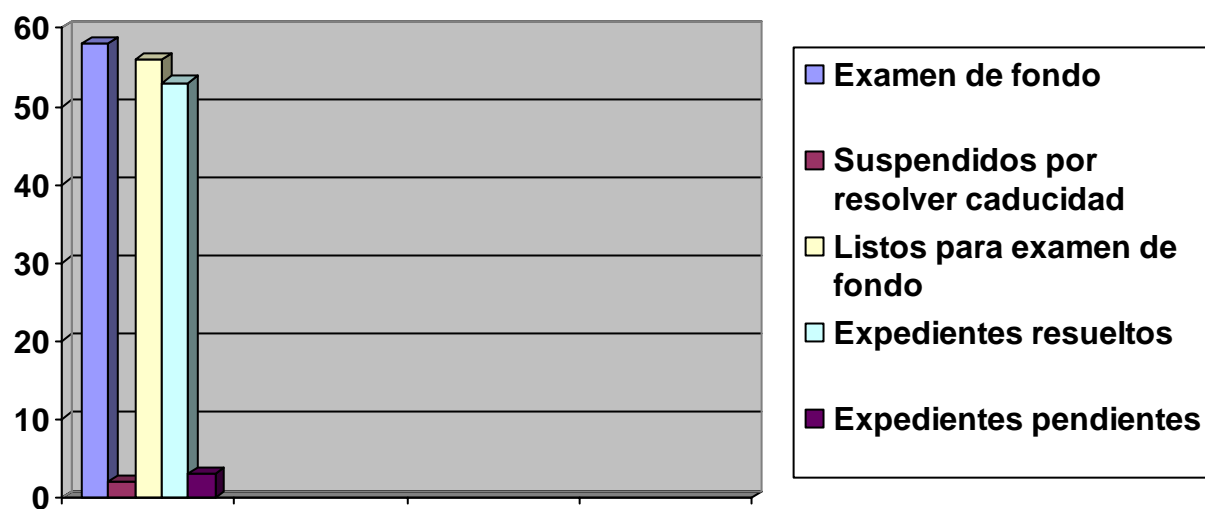 60
50
40
30
20
10
0
Examen de fondo
Suspendidos por
resolver caducidad
Listos para examen de
fondo
Expedientes resueltos
Expedientes pendientes